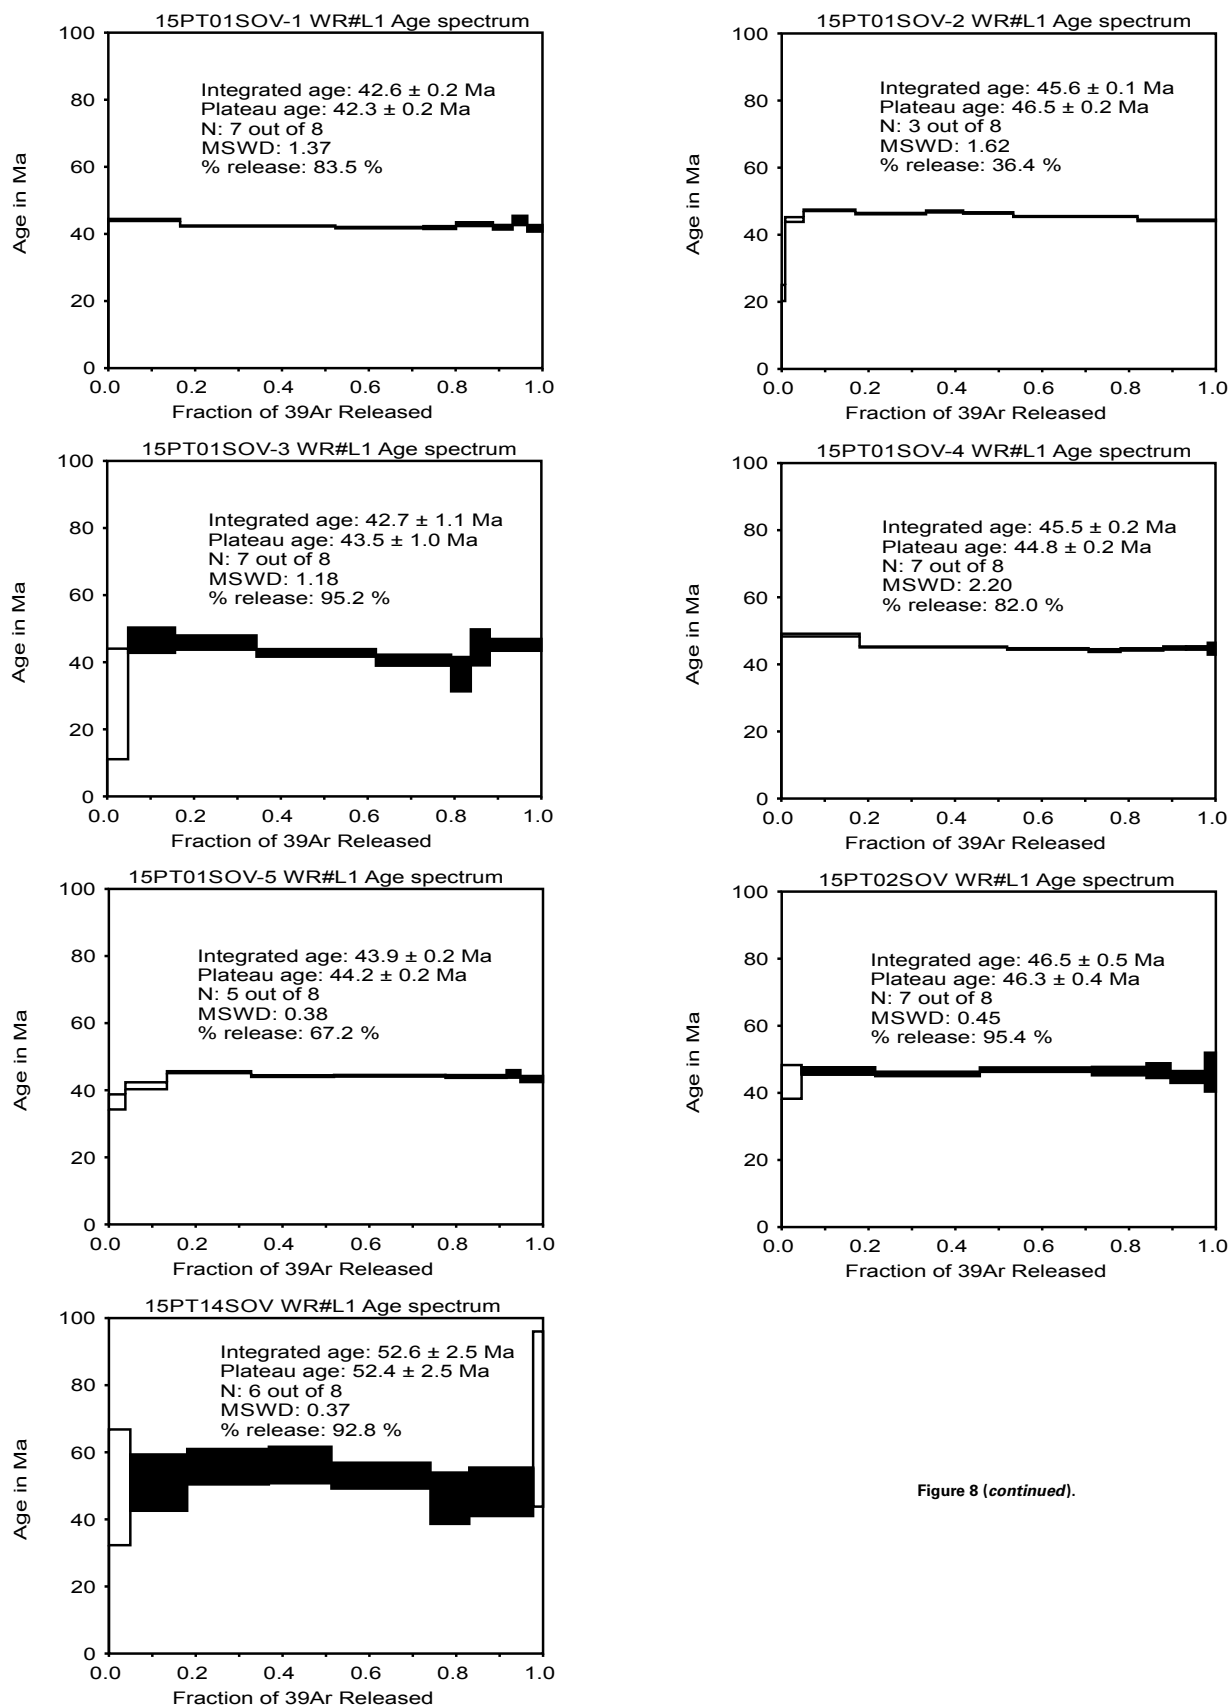 15PT01SOV-1 WR#L1 Age spectrum
100
80
60
40
20
0
Age in Ma
Integrated age: 42.6 ± 0.2 Ma
Plateau age: 42.3 ± 0.2 Ma
N: 7 out of 8
MSWD: 1.37
% release: 83.5 %
0.0 0.2 0.4 0.6 0.8 1.0
Fraction of 39Ar Released
15PT01SOV-2 WR#L1 Age spectrum
100
80
60
40
20
0
Age in Ma
Integrated age: 45.6 ± 0.1 Ma
Plateau age: 46.5 ± 0.2 Ma
N: 3 out of 8
MSWD: 1.62
% release: 36.4 %
0.0 0.2 0.4 0.6 0.8 1.0
Fraction of 39Ar Released
15PT01SOV-3 WR#L1 Age spectrum
100
80
60
40
20
0
Age in Ma
Integrated age: 42.7 ± 1.1 Ma
Plateau age: 43.5 ± 1.0 Ma
N: 7 out of 8
MSWD: 1.18
% release: 95.2 %
0.0 0.2 0.4 0.6 0.8 1.0
Fraction of 39Ar Released
15PT01SOV-4 WR#L1 Age spectrum
100
80
60
40
20
0
Age in Ma
Integrated age: 45.5 ± 0.2 Ma
Plateau age: 44.8 ± 0.2 Ma
N: 7 out of 8
MSWD: 2.20
% release: 82.0 %
0.0 0.2 0.4 0.6 0.8 1.0
Fraction of 39Ar Released
15PT01SOV-5 WR#L1 Age spectrum
100
80
60
40
20
0
Age in Ma
Integrated age: 43.9 ± 0.2 Ma
Plateau age: 44.2 ± 0.2 Ma
N: 5 out of 8
MSWD: 0.38
% release: 67.2 %
0.0 0.2 0.4 0.6 0.8 1.0
Fraction of 39Ar Released
15PT02SOV WR#L1 Age spectrum
100
80
60
40
20
0
Age in Ma
Integrated age: 46.5 ± 0.5 Ma
Plateau age: 46.3 ± 0.4 Ma
N: 7 out of 8
MSWD: 0.45
% release: 95.4 %
0.0 0.2 0.4 0.6 0.8 1.0
Fraction of 39Ar Released
15PT14SOV WR#L1 Age spectrum
100
80
60
40
20
0
Age in Ma
Integrated age: 52.6 ± 2.5 Ma
Plateau age: 52.4 ± 2.5 Ma
N: 6 out of 8
MSWD: 0.37
% release: 92.8 %
0.0 0.2 0.4 0.6 0.8 1.0
Fraction of 39Ar Released
Figure 8 (continued).